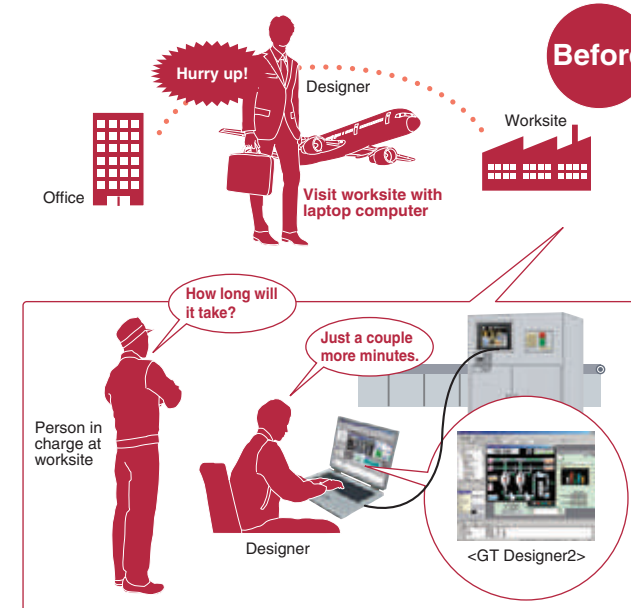 Hurry up!
Designer
Office
Visit worksite with
laptop computer
Worksite
How long will
it take?
Just a couple
more minutes.
Person in
charge at
worksite
Designer
<GT Designer2>